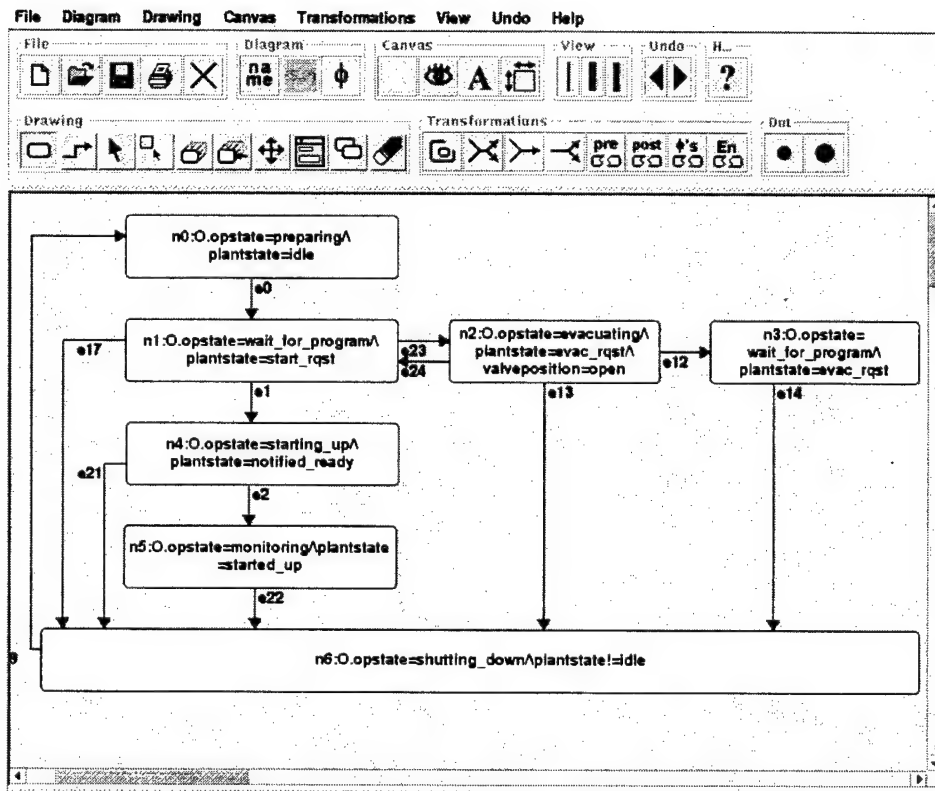 File Diagram Drawing Canvas Transformations View Undo Help
File Diagram Canvas View Undo H...
na
me
ϕ A ?
Drawing Transformations Dot
pre post ϕ's En
n0:O.opstate=preparing/\
plantstate=idle
e0
n1:O.opstate=wait_for_program/\
plantstate=start_rqst
e17
e23
e24
n2:O.opstate=evacuating/\
plantstate=evac_rqst/\
valveposition=open
e12
n3:O.opstate=
wait_for_program/\
plantstate=evac_rqst
e1
e13
e14
n4:O.opstate=starting_up/\
plantstate=notified_ready
e21
e2
n5:O.opstate=monitoring/\plantstate
=started_up
e22
n6:O.opstate=shutting_down/\plantstate!=idle